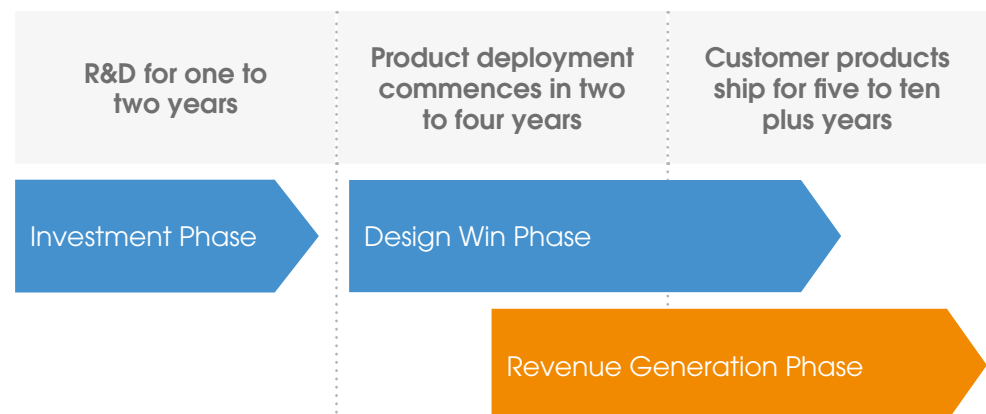 R&D for one to
two years
Product deployment
commences in two
to four years
Customer products
ship for five to ten
plus years
Investment Phase
Design Win Phase
Revenue Generation Phase